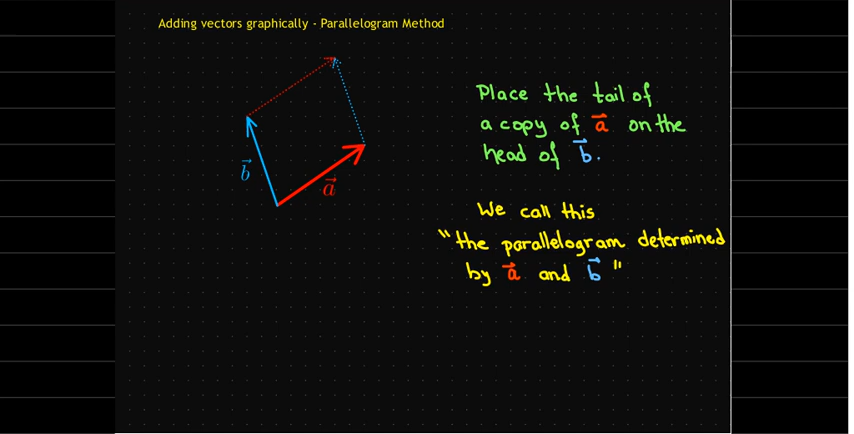 Adding vectors graphically - Parallelogram Method
Place the tail of
a copy of a⃗ on the
head of b⃗.
We call this
"the parallelogram determined
by a⃗ and b⃗"
b⃗
a⃗